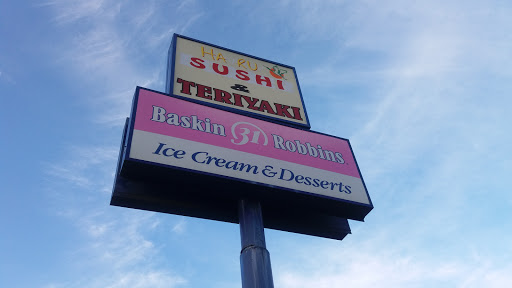 HA RU
SUSHI
&
TERIYAKI
Baskin 31 Robbins
Ice Cream & Desserts